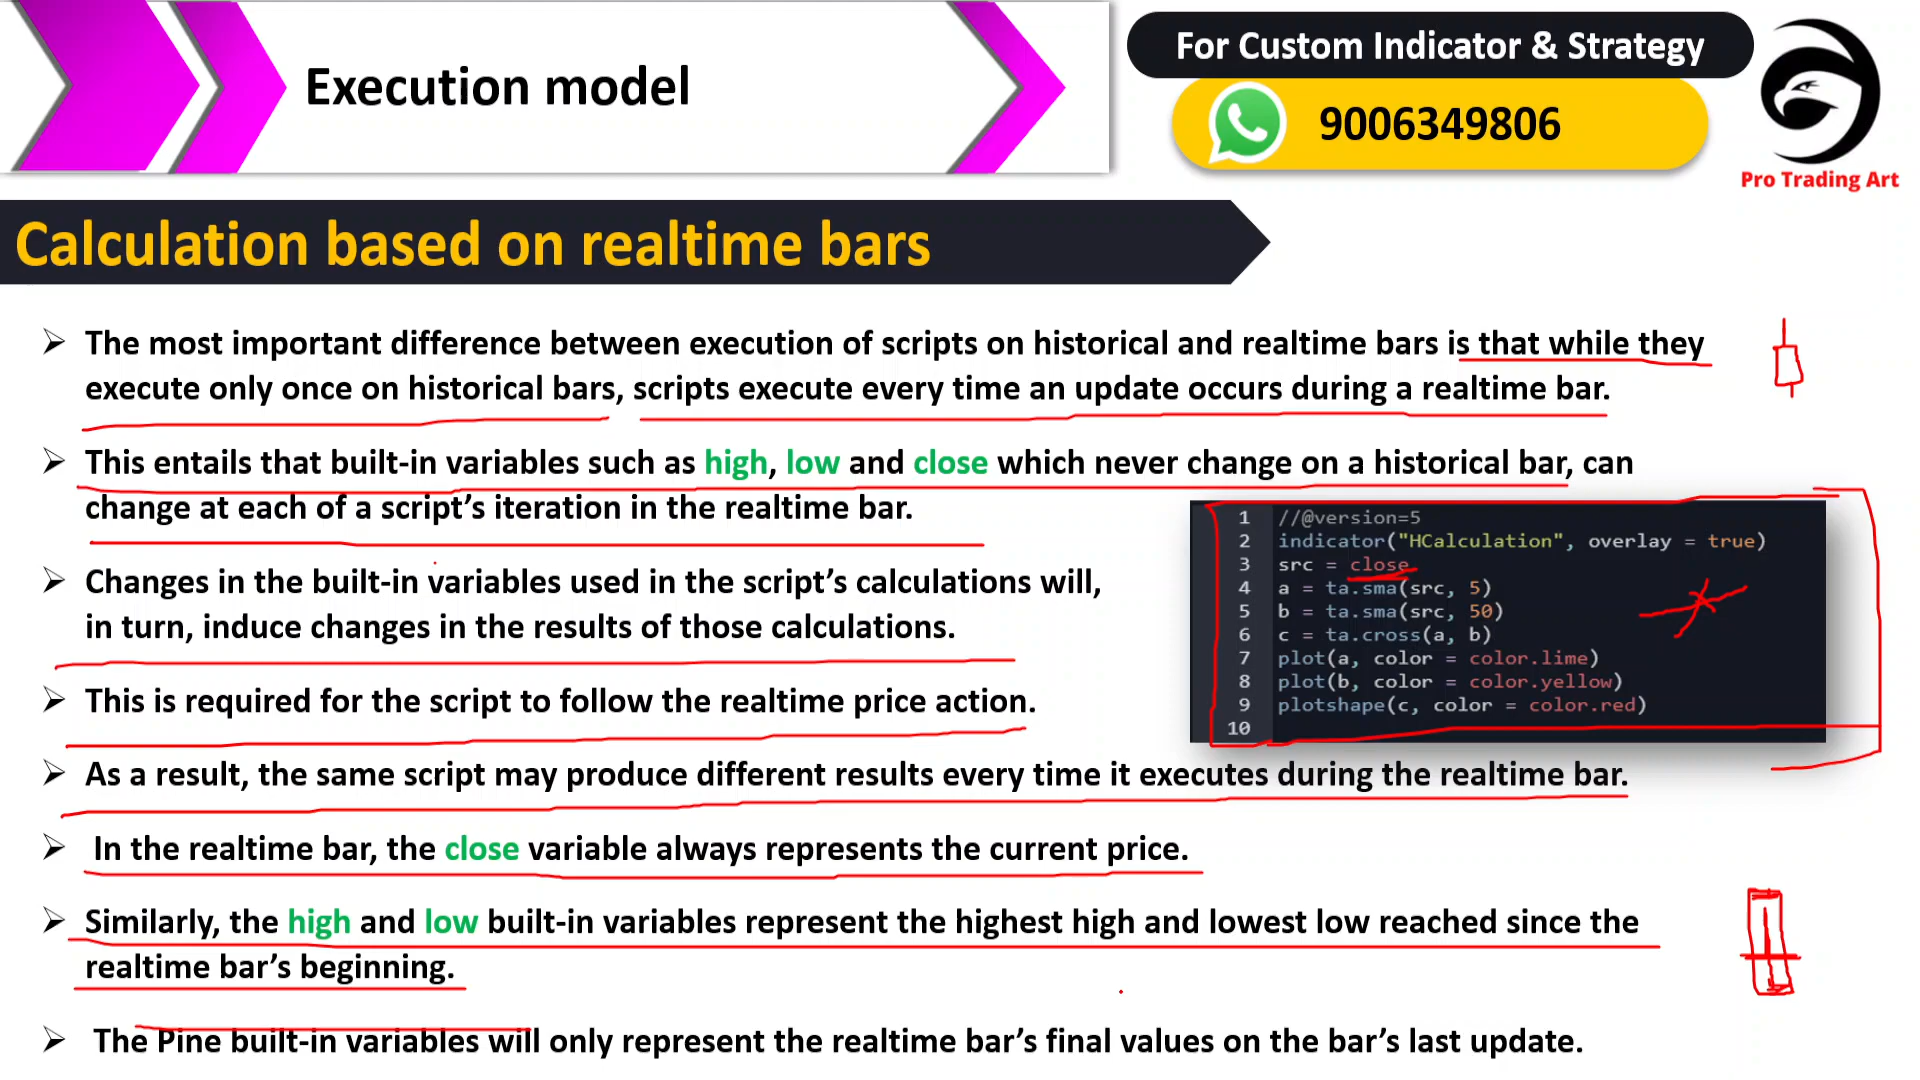 Execution model
For Custom Indicator & Strategy
9006349806
Pro Trading Art
Calculation based on realtime bars
The most important difference between execution of scripts on historical and realtime bars is that while they
execute only once on historical bars, scripts execute every time an update occurs during a realtime bar.
This entails that built-in variables such as high, low and close which never change on a historical bar, can
change at each of a script's iteration in the realtime bar.
Changes in the built-in variables used in the script's calculations will,
in turn, induce changes in the results of those calculations.
This is required for the script to follow the realtime price action.
1 //@version=5
2 indicator("HCalculation", overlay = true)
3 src = close
4 a = ta.sma(src, 5)
5 b = ta.sma(src, 50)
6 c = ta.cross(a, b)
7 plot(a, color = color.lime)
8 plot(b, color = color.yellow)
9 plotshape(c, color = color.red)
10
As a result, the same script may produce different results every time it executes during the realtime bar.
In the realtime bar, the close variable always represents the current price.
Similarly, the high and low built-in variables represent the highest high and lowest low reached since the
realtime bar's beginning.
The Pine built-in variables will only represent the realtime bar's final values on the bar's last update.